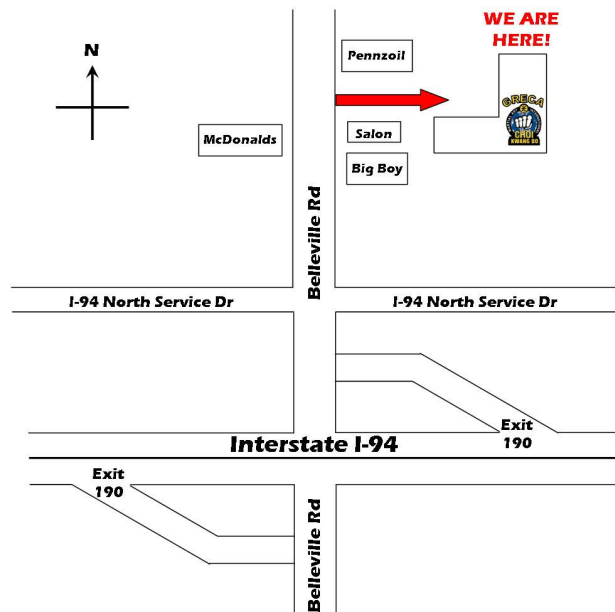 WE ARE
HERE!
N
Pennzoil
GRECA
McDonalds
Salon
CHOI
KWANG DO
Big Boy
Belleville Rd
I-94 North Service Dr
I-94 North Service Dr
Exit
190
Interstate I-94
Exit
190
Belleville Rd